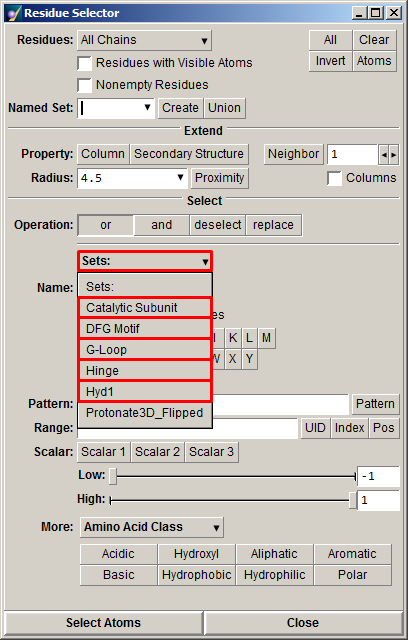 Residue Selector
Residues: All Chains All Clear
Residues with Visible Atoms Invert Atoms
Nonempty Residues
Named Set: Create Union
Extend
Property: Column Secondary Structure Neighbor 1
Radius: 4.5 Proximity Columns
Select
Operation: or and deselect replace
Sets:
Sets:
Name:
Catalytic Subunit
DFG Motif
G-Loop
Hinge
Hyd1
Protonate3D_Flipped
K L M
X Y
Pattern: Pattern
Range: UID Index Pos
Scalar: Scalar 1 Scalar 2 Scalar 3
Low: -1
High: 1
More: Amino Acid Class
Acidic Hydroxyl Aliphatic Aromatic
Basic Hydrophobic Hydrophilic Polar
Select Atoms Close